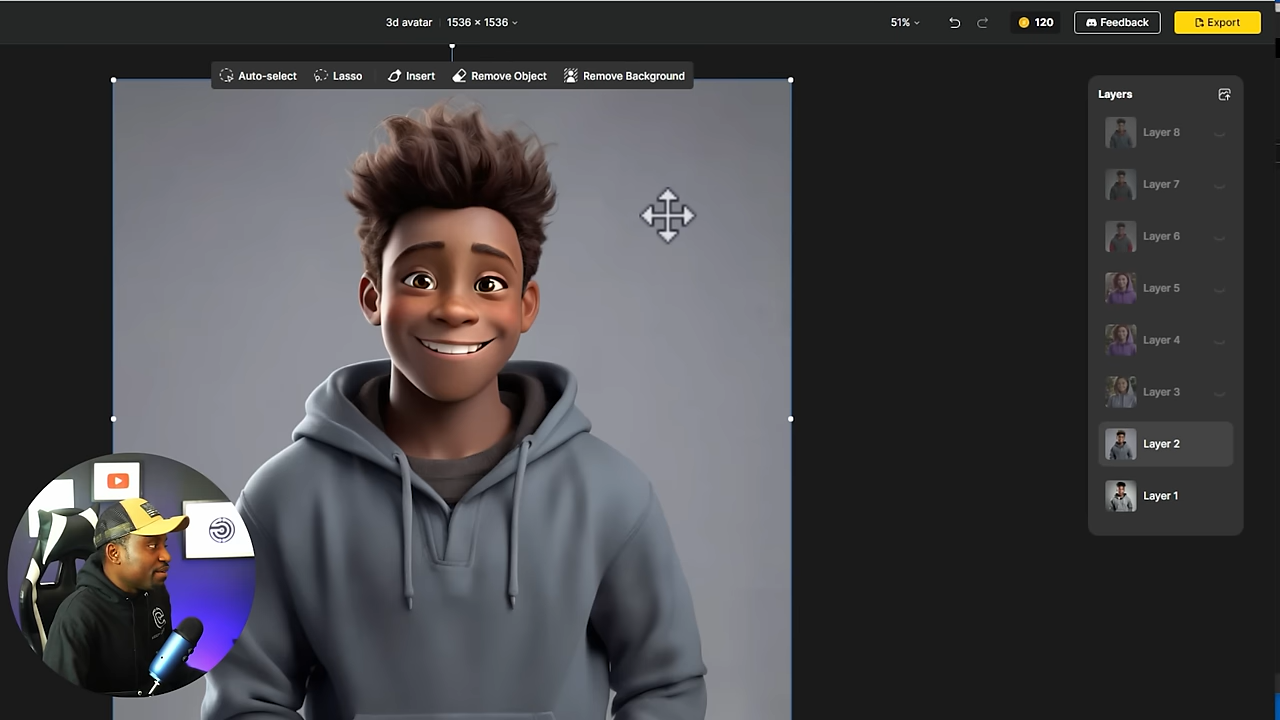 3d avatar 1536 × 1536 51% 120 Feedback Export
Auto-select Lasso Insert Remove Object Remove Background
Layers
Layer 8
Layer 7
Layer 6
Layer 5
Layer 4
Layer 3
Layer 2
Layer 1